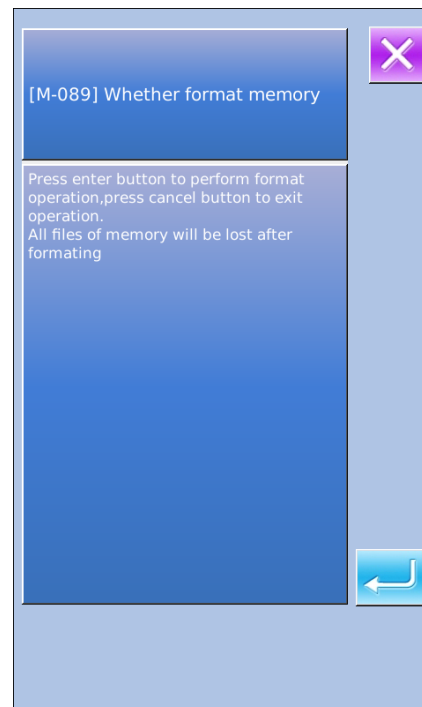 [M-089] Whether format memory
Press enter button to perform format
operation,press cancel button to exit
operation.
All files of memory will be lost after
formating